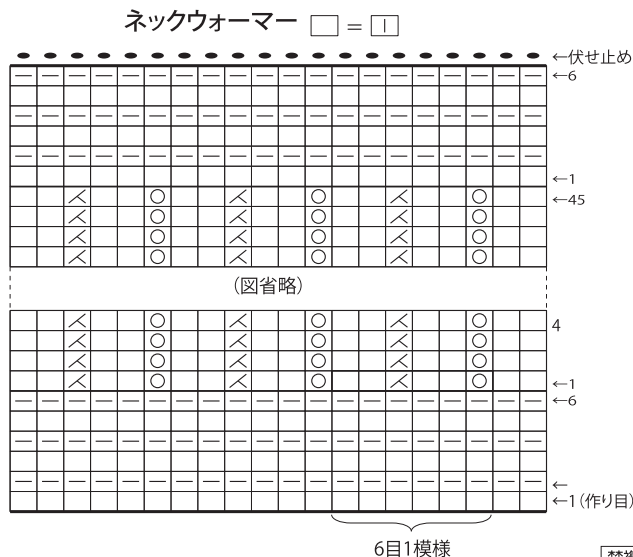 ネックウォーマー □ = |
←伏せ止め
←6
←1
←45
(図省略)
4
←1
←6
←
←1(作り目)
6目1模様